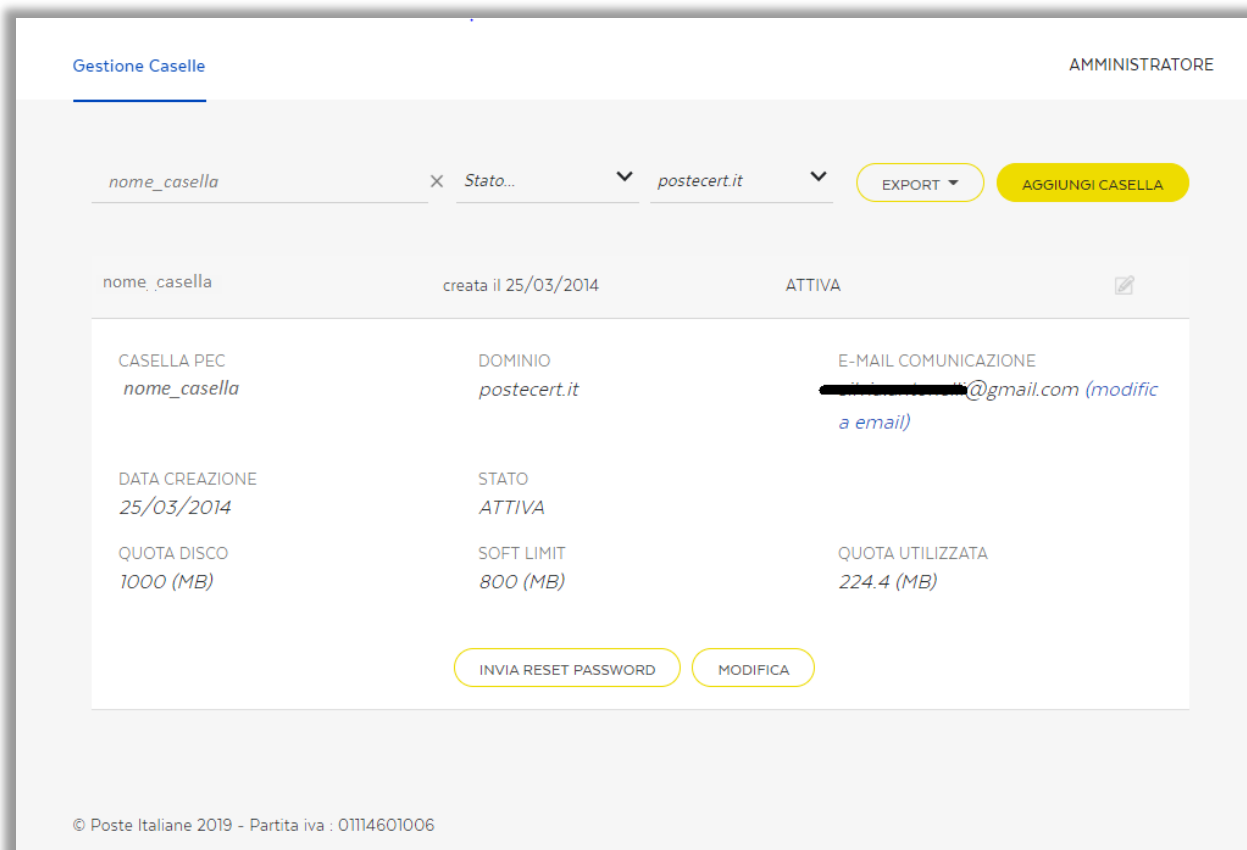 Gestione Caselle
AMMINISTRATORE
nome_casella
Stato...
postecert.it
EXPORT
AGGIUNGI CASELLA
nome_casella
creata il 25/03/2014
ATTIVA
CASELLA PEC
DOMINIO
E-MAIL COMUNICAZIONE
nome_casella
postecert.it
@gmail.com (modific
a email)
DATA CREAZIONE
STATO
25/03/2014
ATTIVA
QUOTA DISCO
SOFT LIMIT
QUOTA UTILIZZATA
1000 (MB)
800 (MB)
224.4 (MB)
INVIA RESET PASSWORD
MODIFICA
© Poste Italiane 2019 - Partita iva : 01114601006